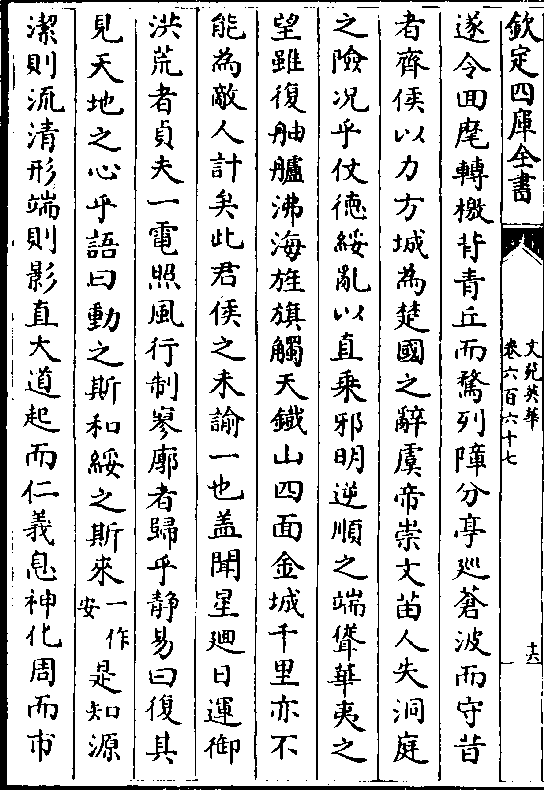 欽定四庫全書
文苑英華
卷六百六十七
十六
遂令回麾轉檄背青丘而騖列障分亭廵蒼波而守昔
者齊侯以力方城為楚國之辭虞帝崇文苗人失洞庭
之險况乎仗德綏亂以直乗邪明逆順之端聳華夷之
望雖復舳艫沸海旌旗觸天鐡山四面金城千里亦不
能為敵人計矣此君侯之未諭一也盖聞星廻日運御
洪荒者貞夫一電照風行制寥廓者歸乎静易曰復其
見天地之心乎語曰動之斯和綏之斯來一作安是知源
潔則流清形端則影直大道起而仁義息神化周而市